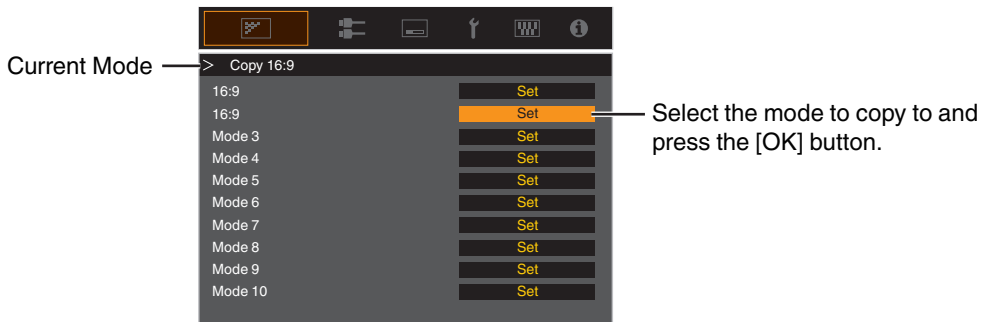 Current Mode
> Copy 16:9
16:9 Set
16:9 Set
Select the mode to copy to and
press the [OK] button.
Mode 3 Set
Mode 4 Set
Mode 5 Set
Mode 6 Set
Mode 7 Set
Mode 8 Set
Mode 9 Set
Mode 10 Set